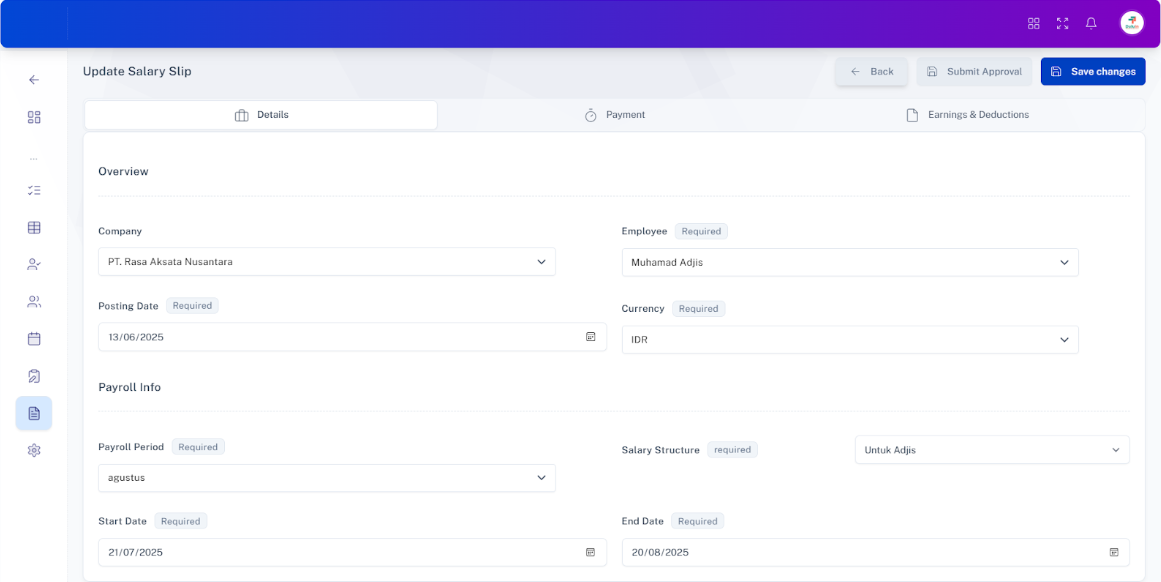 Update Salary Slip
Back
Submit Approval
Save changes
Details
Payment
Earnings & Deductions
Overview
Company
Employee Required
PT. Rasa Aksata Nusantara
Muhamad Adjis
Posting Date Required
Currency Required
13/06/2025
IDR
Payroll Info
Payroll Period Required
Salary Structure required
Untuk Adjis
agustus
Start Date Required
End Date Required
21/07/2025
20/08/2025